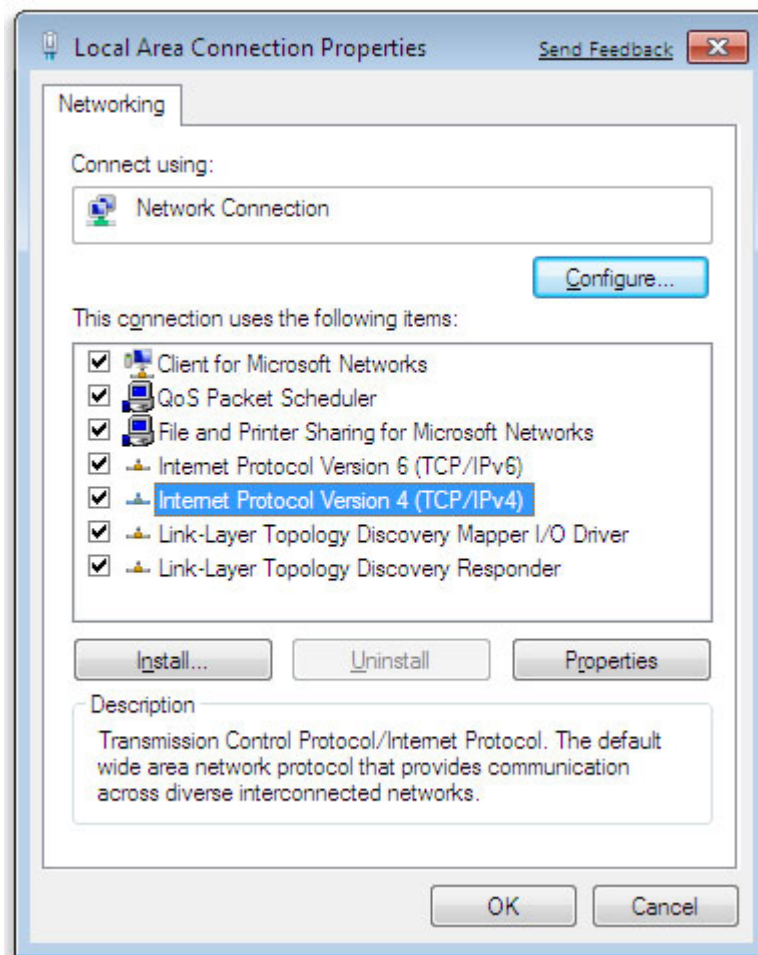 Local Area Connection Properties
Send Feedback
Networking
Connect using:
Network Connection
Configure...
This connection uses the following items:
Client for Microsoft Networks
QoS Packet Scheduler
File and Printer Sharing for Microsoft Networks
Internet Protocol Version 6 (TCP/IPv6)
Internet Protocol Version 4 (TCP/IPv4)
Link-Layer Topology Discovery Mapper I/O Driver
Link-Layer Topology Discovery Responder
Install...
Uninstall
Properties
Description
Transmission Control Protocol/Internet Protocol. The default
wide area network protocol that provides communication
across diverse interconnected networks.
OK
Cancel